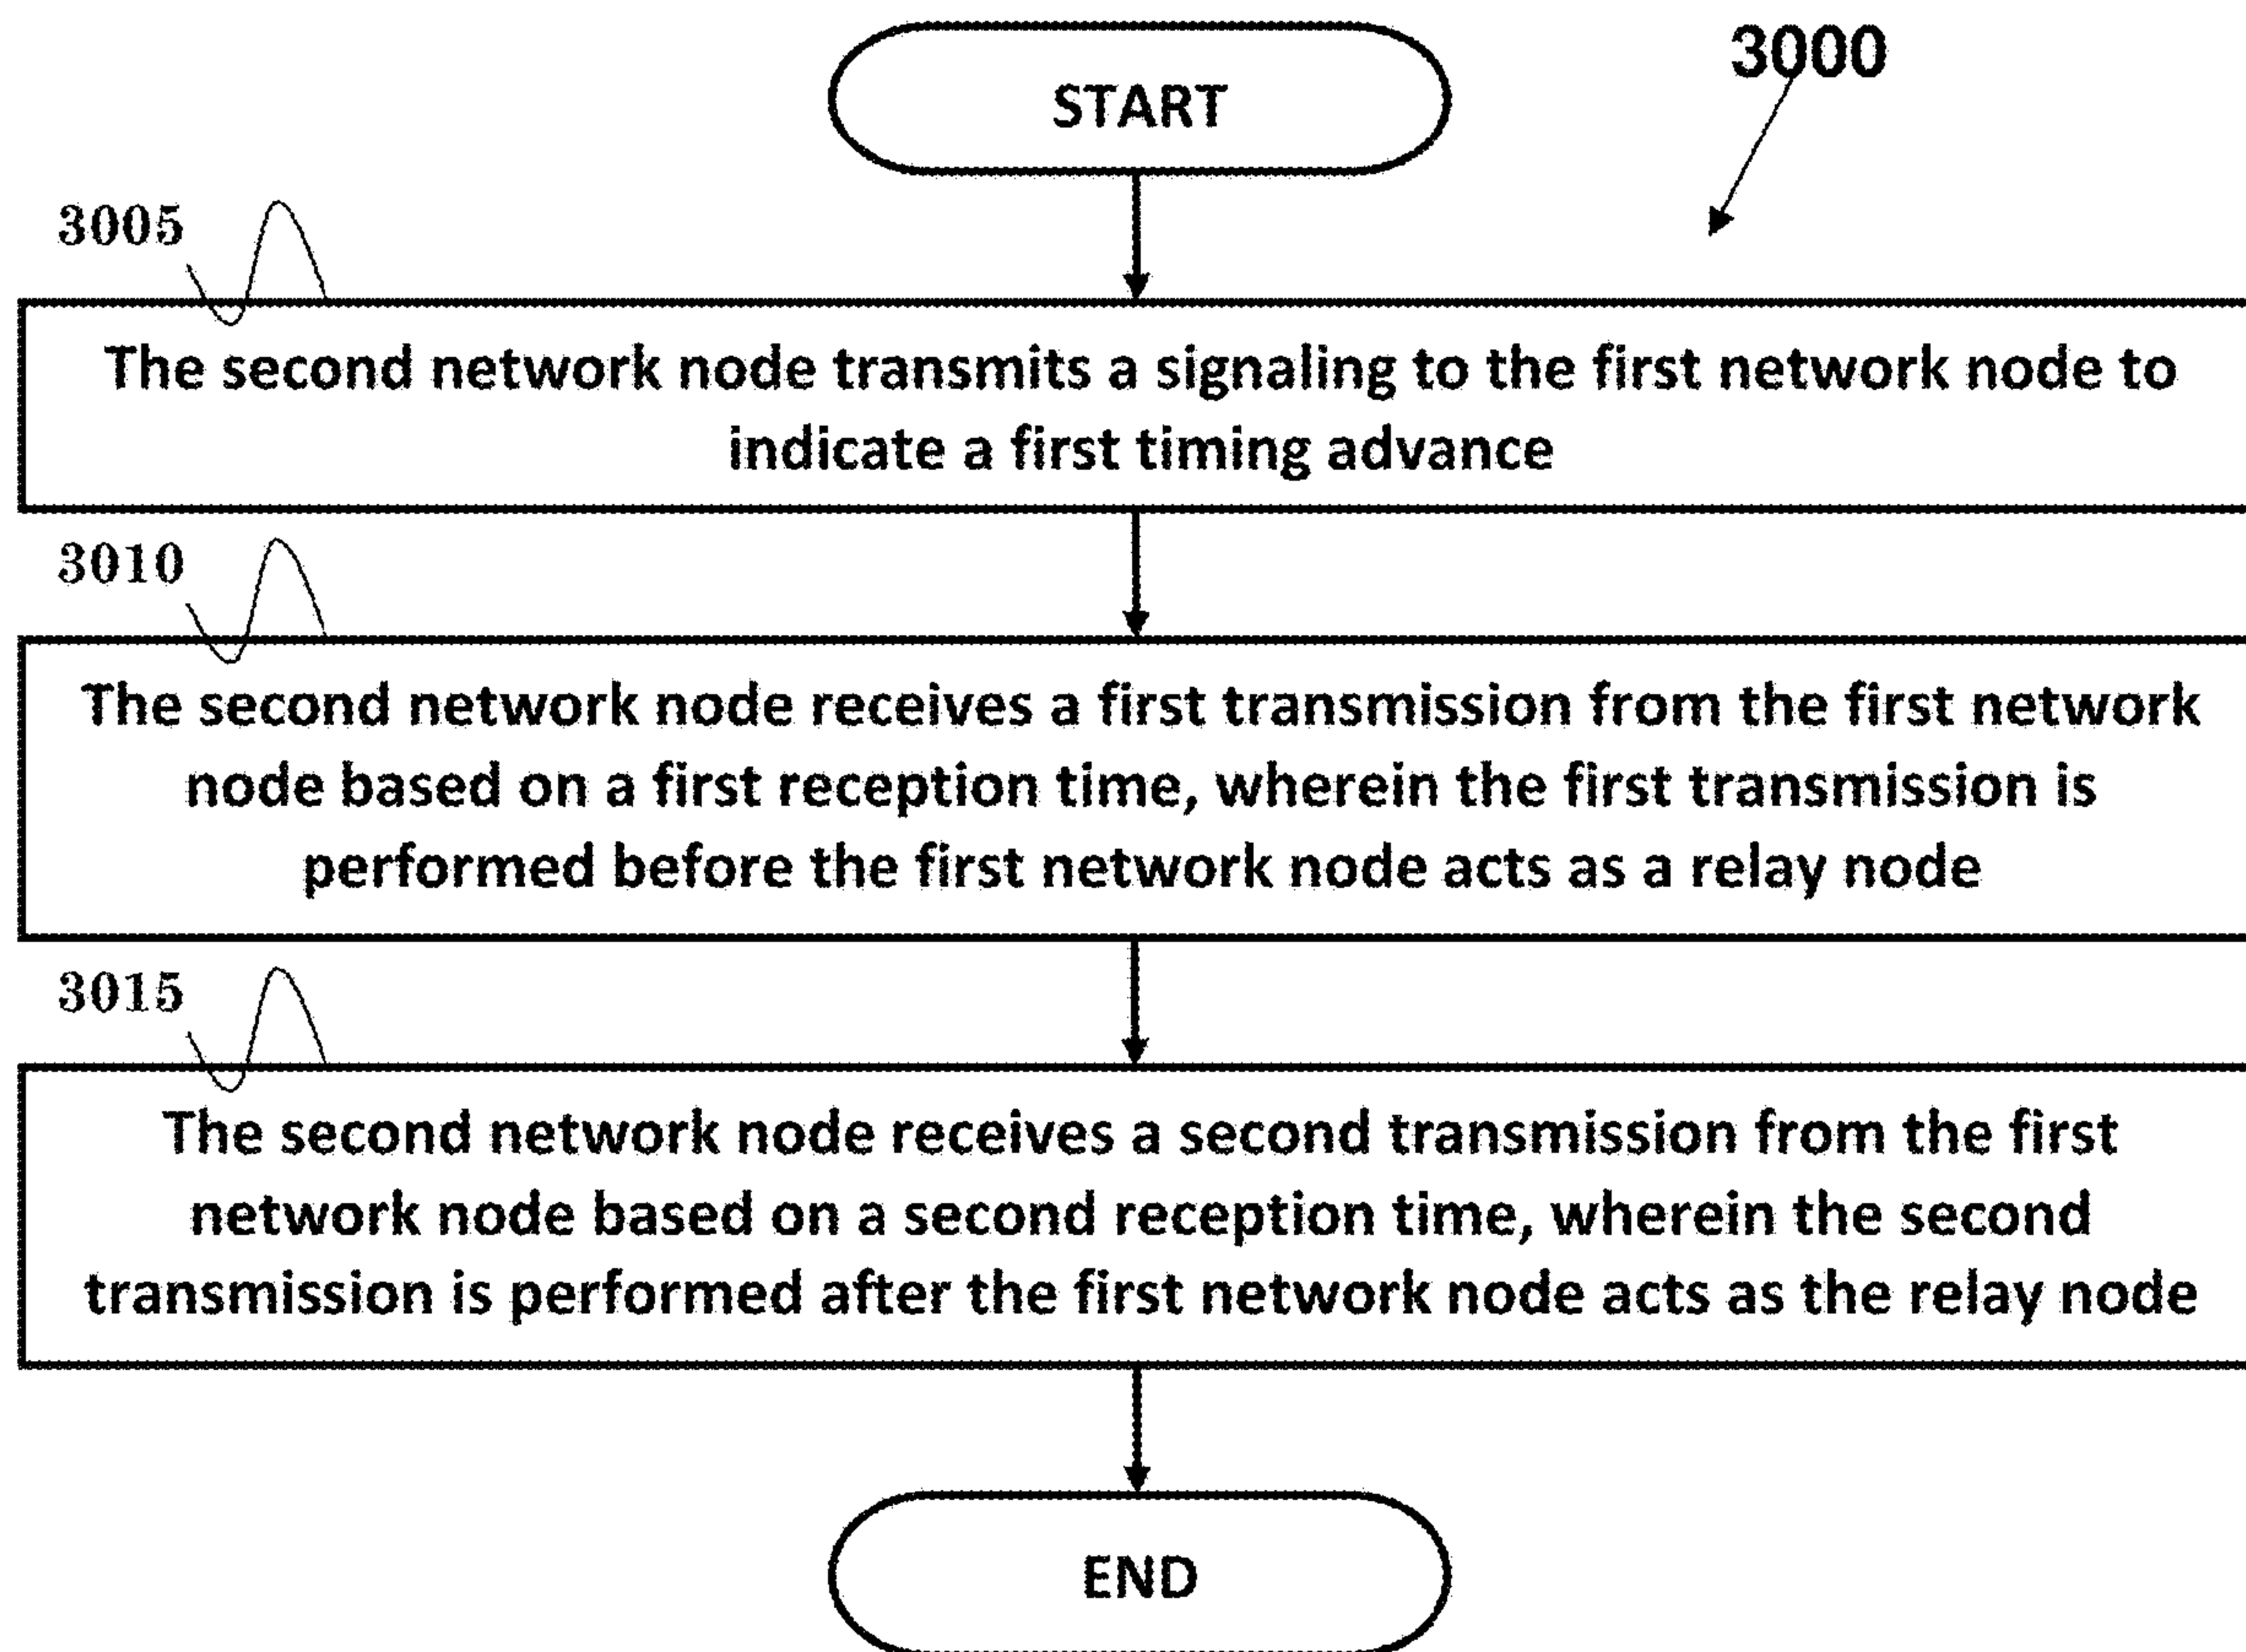 START
3000
3005
The second network node transmits a signaling to the first network node to
indicate a first timing advance
3010
The second network node receives a first transmission from the first network
node based on a first reception time, wherein the first transmission is
performed before the first network node acts as a relay node
3015
The second network node receives a second transmission from the first
network node based on a second reception time, wherein the second
transmission is performed after the first network node acts as the relay node
END